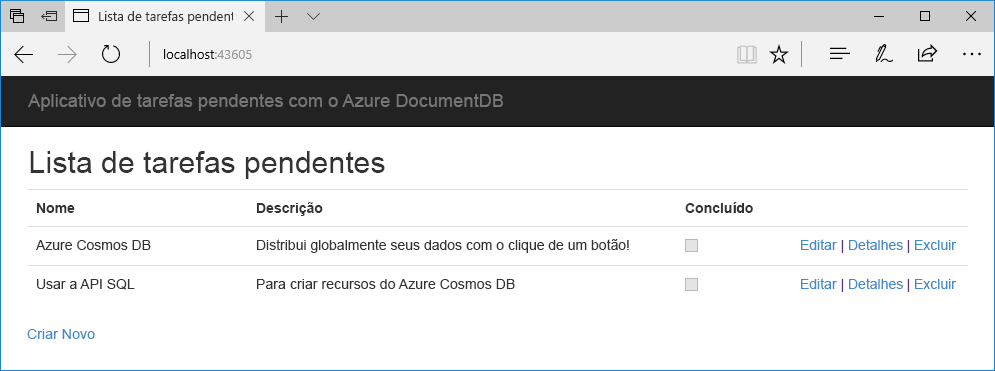 Lista de tarefas pendent
localhost:43605
Aplicativo de tarefas pendentes com o Azure DocumentDB
Lista de tarefas pendentes
Nome Descrição Concluído
Azure Cosmos DB Distribui globalmente seus dados com o clique de um botão! Editar | Detalhes | Excluir
Usar a API SQL Para criar recursos do Azure Cosmos DB Editar | Detalhes | Excluir
Criar Novo